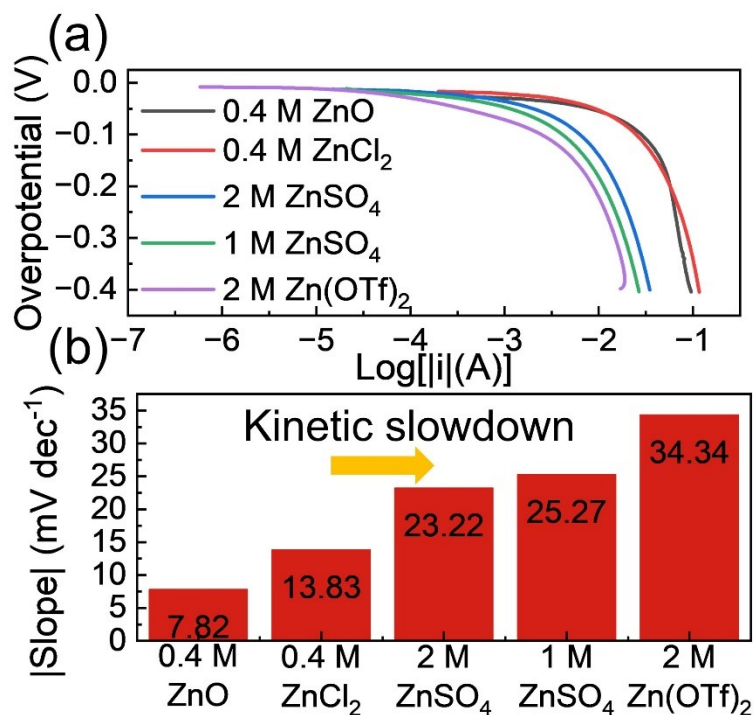 (a)
Overpotential (V)
0.0
−0.1
−0.2
−0.3
−0.4
0.4 M ZnO
0.4 M ZnCl₂
2 M ZnSO₄
1 M ZnSO₄
2 M Zn(OTf)₂
−7 −6 −5 −4 −3 −2 −1
Log[|i|(A)]
(b)
|Slope| (mV dec⁻¹)
35
30
25
20
15
10
5
0
Kinetic slowdown
7.82
13.83
23.22
25.27
34.34
0.4 M 0.4 M 2 M 1 M 2 M
ZnO ZnCl₂ ZnSO₄ ZnSO₄ Zn(OTf)₂